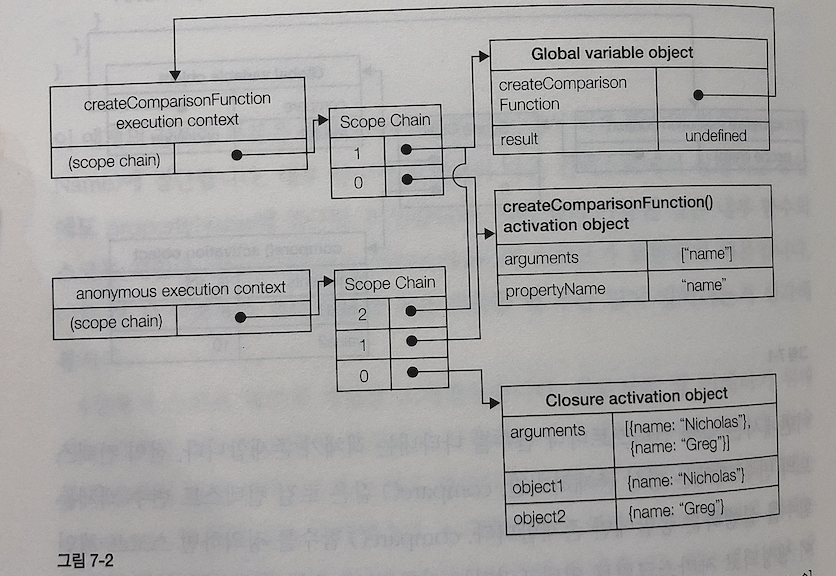 createComparisonFunction
execution context
(scope chain)
Scope Chain
1
0
Global variable object
createComparison
Function
result
undefined
createComparisonFunction()
activation object
arguments
["name"]
propertyName
"name"
anonymous execution context
(scope chain)
Scope Chain
2
1
0
Closure activation object
arguments
[{name: "Nicholas"},
{name: "Greg"}]
object1
{name: "Nicholas"}
object2
{name: "Greg"}
그림 7-2